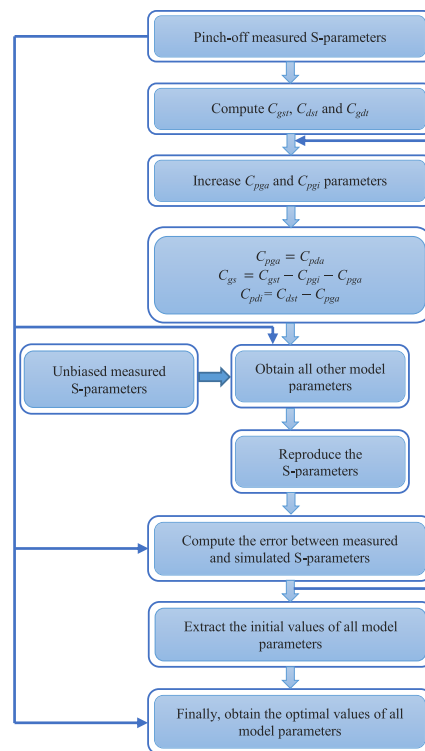 Pinch-off measured S-parameters
Compute C_gst, C_dst and C_gdt
Increase C_pga and C_pgi parameters
C_pga = C_pda
C_gs = C_gst − C_pgi − C_pga
C_pdi = C_dst − C_pga
Unbiased measured
S-parameters
Obtain all other model
parameters
Reproduce the
S-parameters
Compute the error between measured
and simulated S-parameters
Extract the initial values of all model
parameters
Finally, obtain the optimal values of all
model parameters